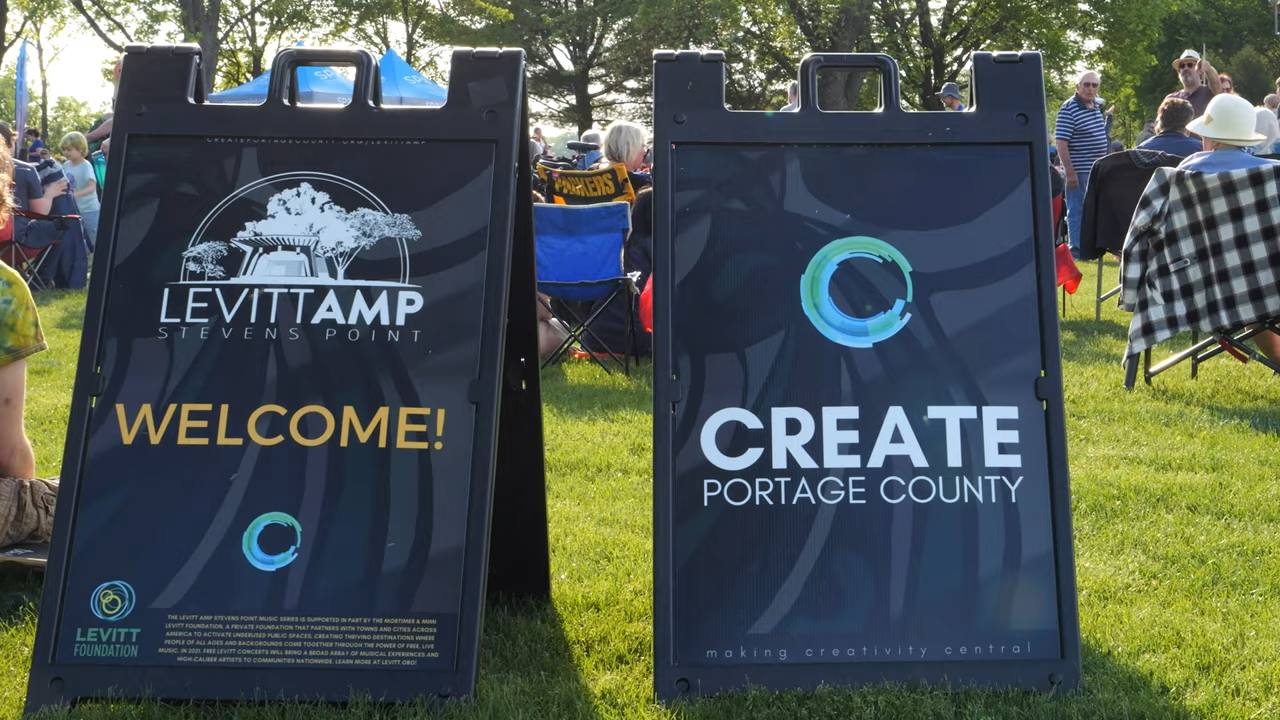 CREATEPORTAGECOUNTY.ORG/LEVITTAMP
LEVITTAMP
STEVENS POINT
WELCOME!
LEVITT
FOUNDATION
THE LEVITT AMP STEVENS POINT MUSIC SERIES IS SUPPORTED IN PART BY THE MORTIMER & MIMI
LEVITT FOUNDATION, A PRIVATE FOUNDATION THAT PARTNERS WITH TOWNS AND CITIES ACROSS
AMERICA TO ACTIVATE UNDERUSED PUBLIC SPACES, CREATING THRIVING DESTINATIONS WHERE
PEOPLE OF ALL AGES AND BACKGROUNDS COME TOGETHER THROUGH THE POWER OF FREE, LIVE
MUSIC. IN 2021, FREE LEVITT CONCERTS WILL BRING A BROAD ARRAY OF MUSICAL EXPERIENCES AND
HIGH-CALIBER ARTISTS TO COMMUNITIES NATIONWIDE. LEARN MORE AT LEVITT.ORG!
PACKERS
CREATE
PORTAGE COUNTY
making creativity central